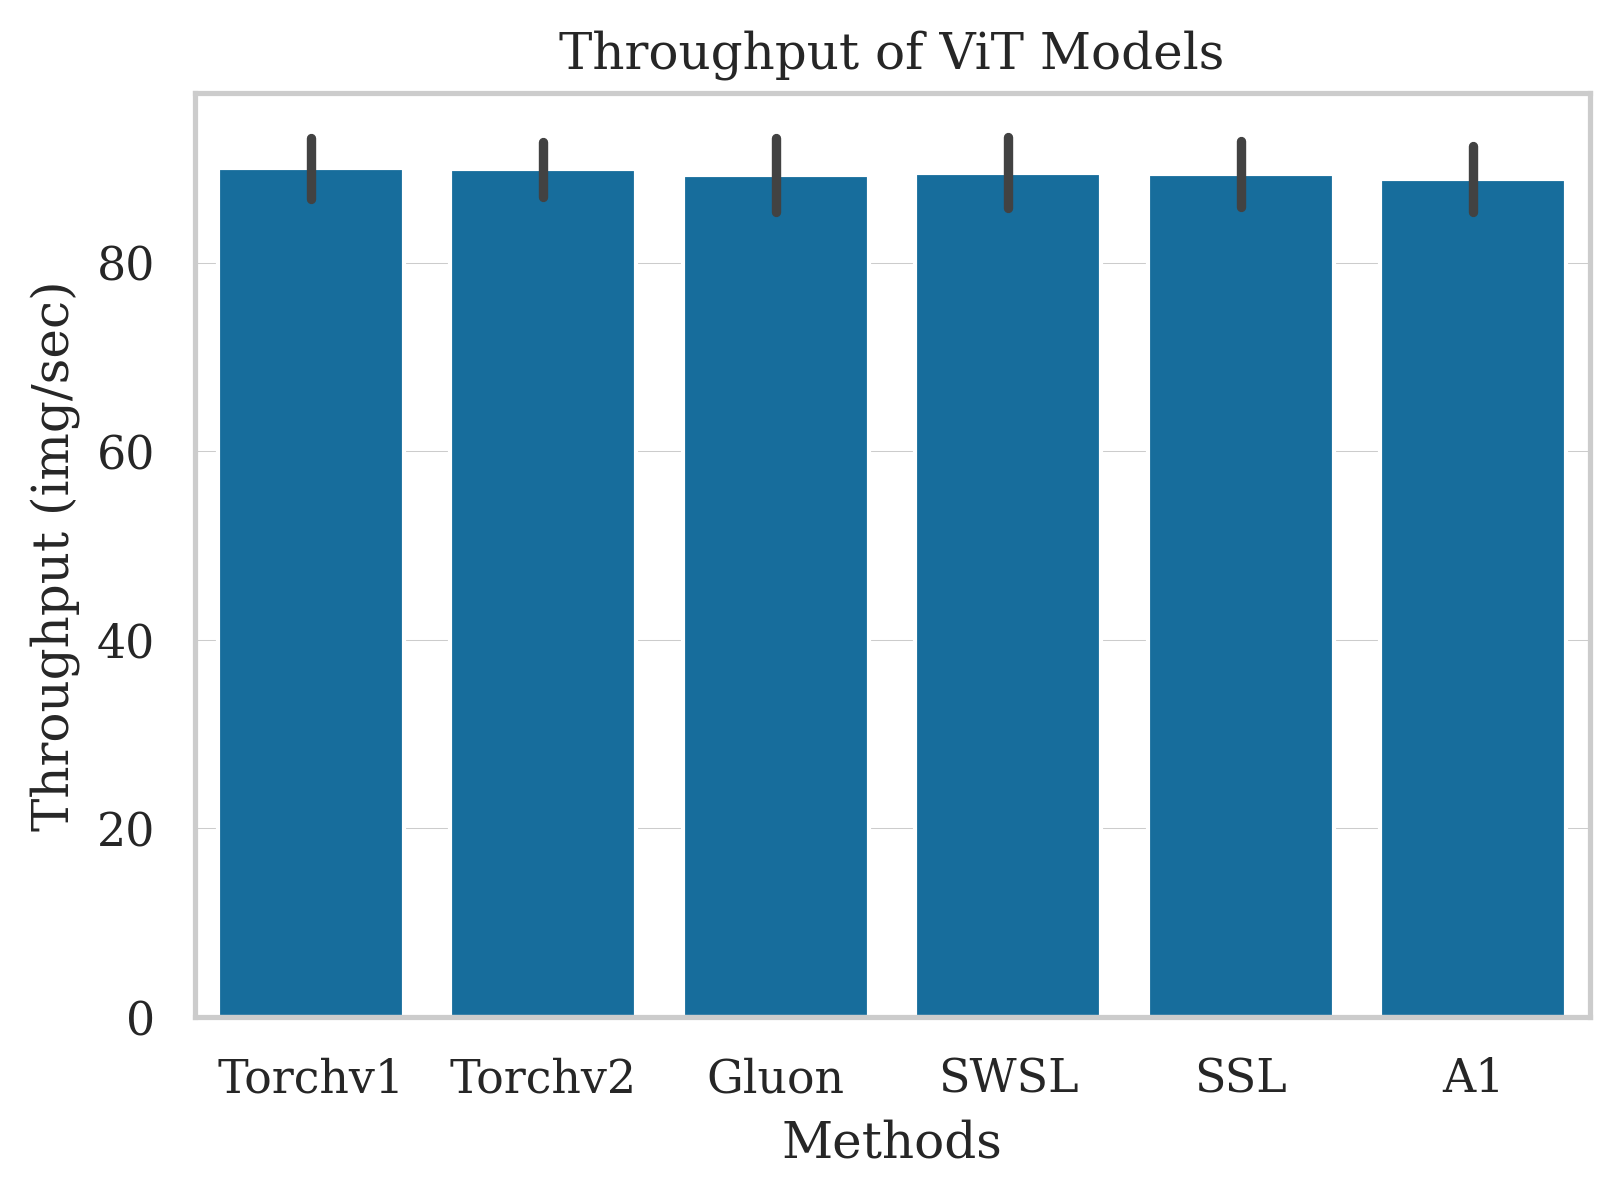 Throughput of ViT Models
Throughput (img/sec)
80
60
40
20
0
Torchv1 Torchv2 Gluon SWSL SSL A1
Methods